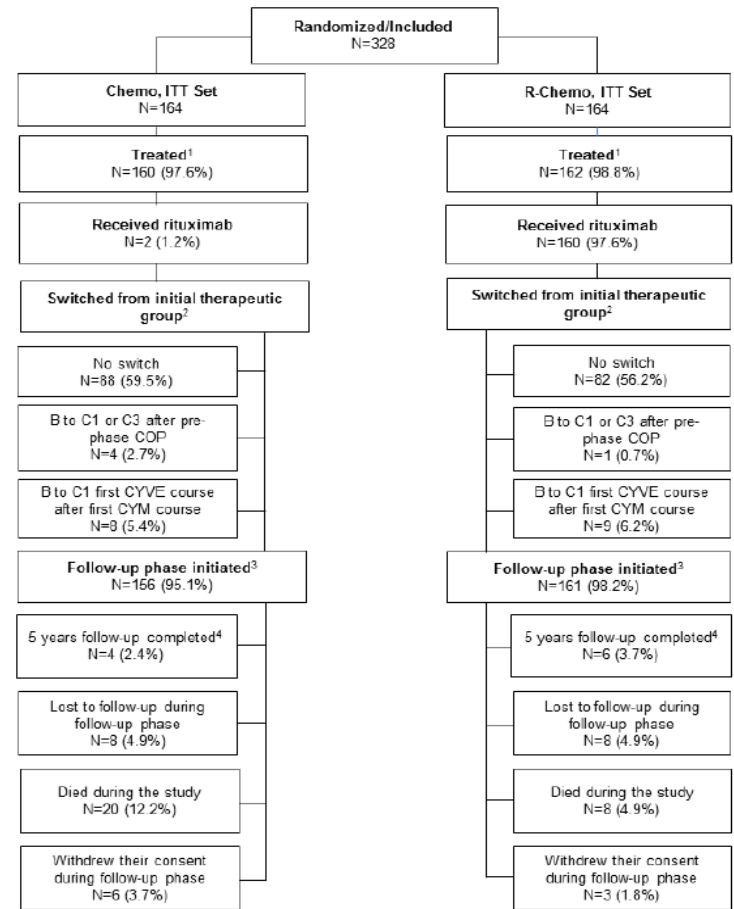 Randomized/Included
N=328
Chemo, ITT Set
N=164
Treated¹
N=160 (97.6%)
Received rituximab
N=2 (1.2%)
Switched from initial therapeutic
group²
No switch
N=88 (59.5%)
B to C1 or C3 after pre-
phase COP
N=4 (2.7%)
B to C1 first CYVE course
after first CYM course
N=8 (5.4%)
Follow-up phase initiated³
N=156 (95.1%)
5 years follow-up completed⁴
N=4 (2.4%)
Lost to follow-up during
follow-up phase
N=8 (4.9%)
Died during the study
N=20 (12.2%)
Withdrew their consent
during follow-up phase
N=6 (3.7%)
R-Chemo, ITT Set
N=164
Treated¹
N=162 (98.8%)
Received rituximab
N=160 (97.6%)
Switched from initial therapeutic
group²
No switch
N=82 (56.2%)
B to C1 or C3 after pre-
phase COP
N=1 (0.7%)
B to C1 first CYVE course
after first CYM course
N=9 (6.2%)
Follow-up phase initiated³
N=161 (98.2%)
5 years follow-up completed⁴
N=6 (3.7%)
Lost to follow-up during
follow-up phase
N=8 (4.9%)
Died during the study
N=8 (4.9%)
Withdrew their consent
during follow-up phase
N=3 (1.8%)